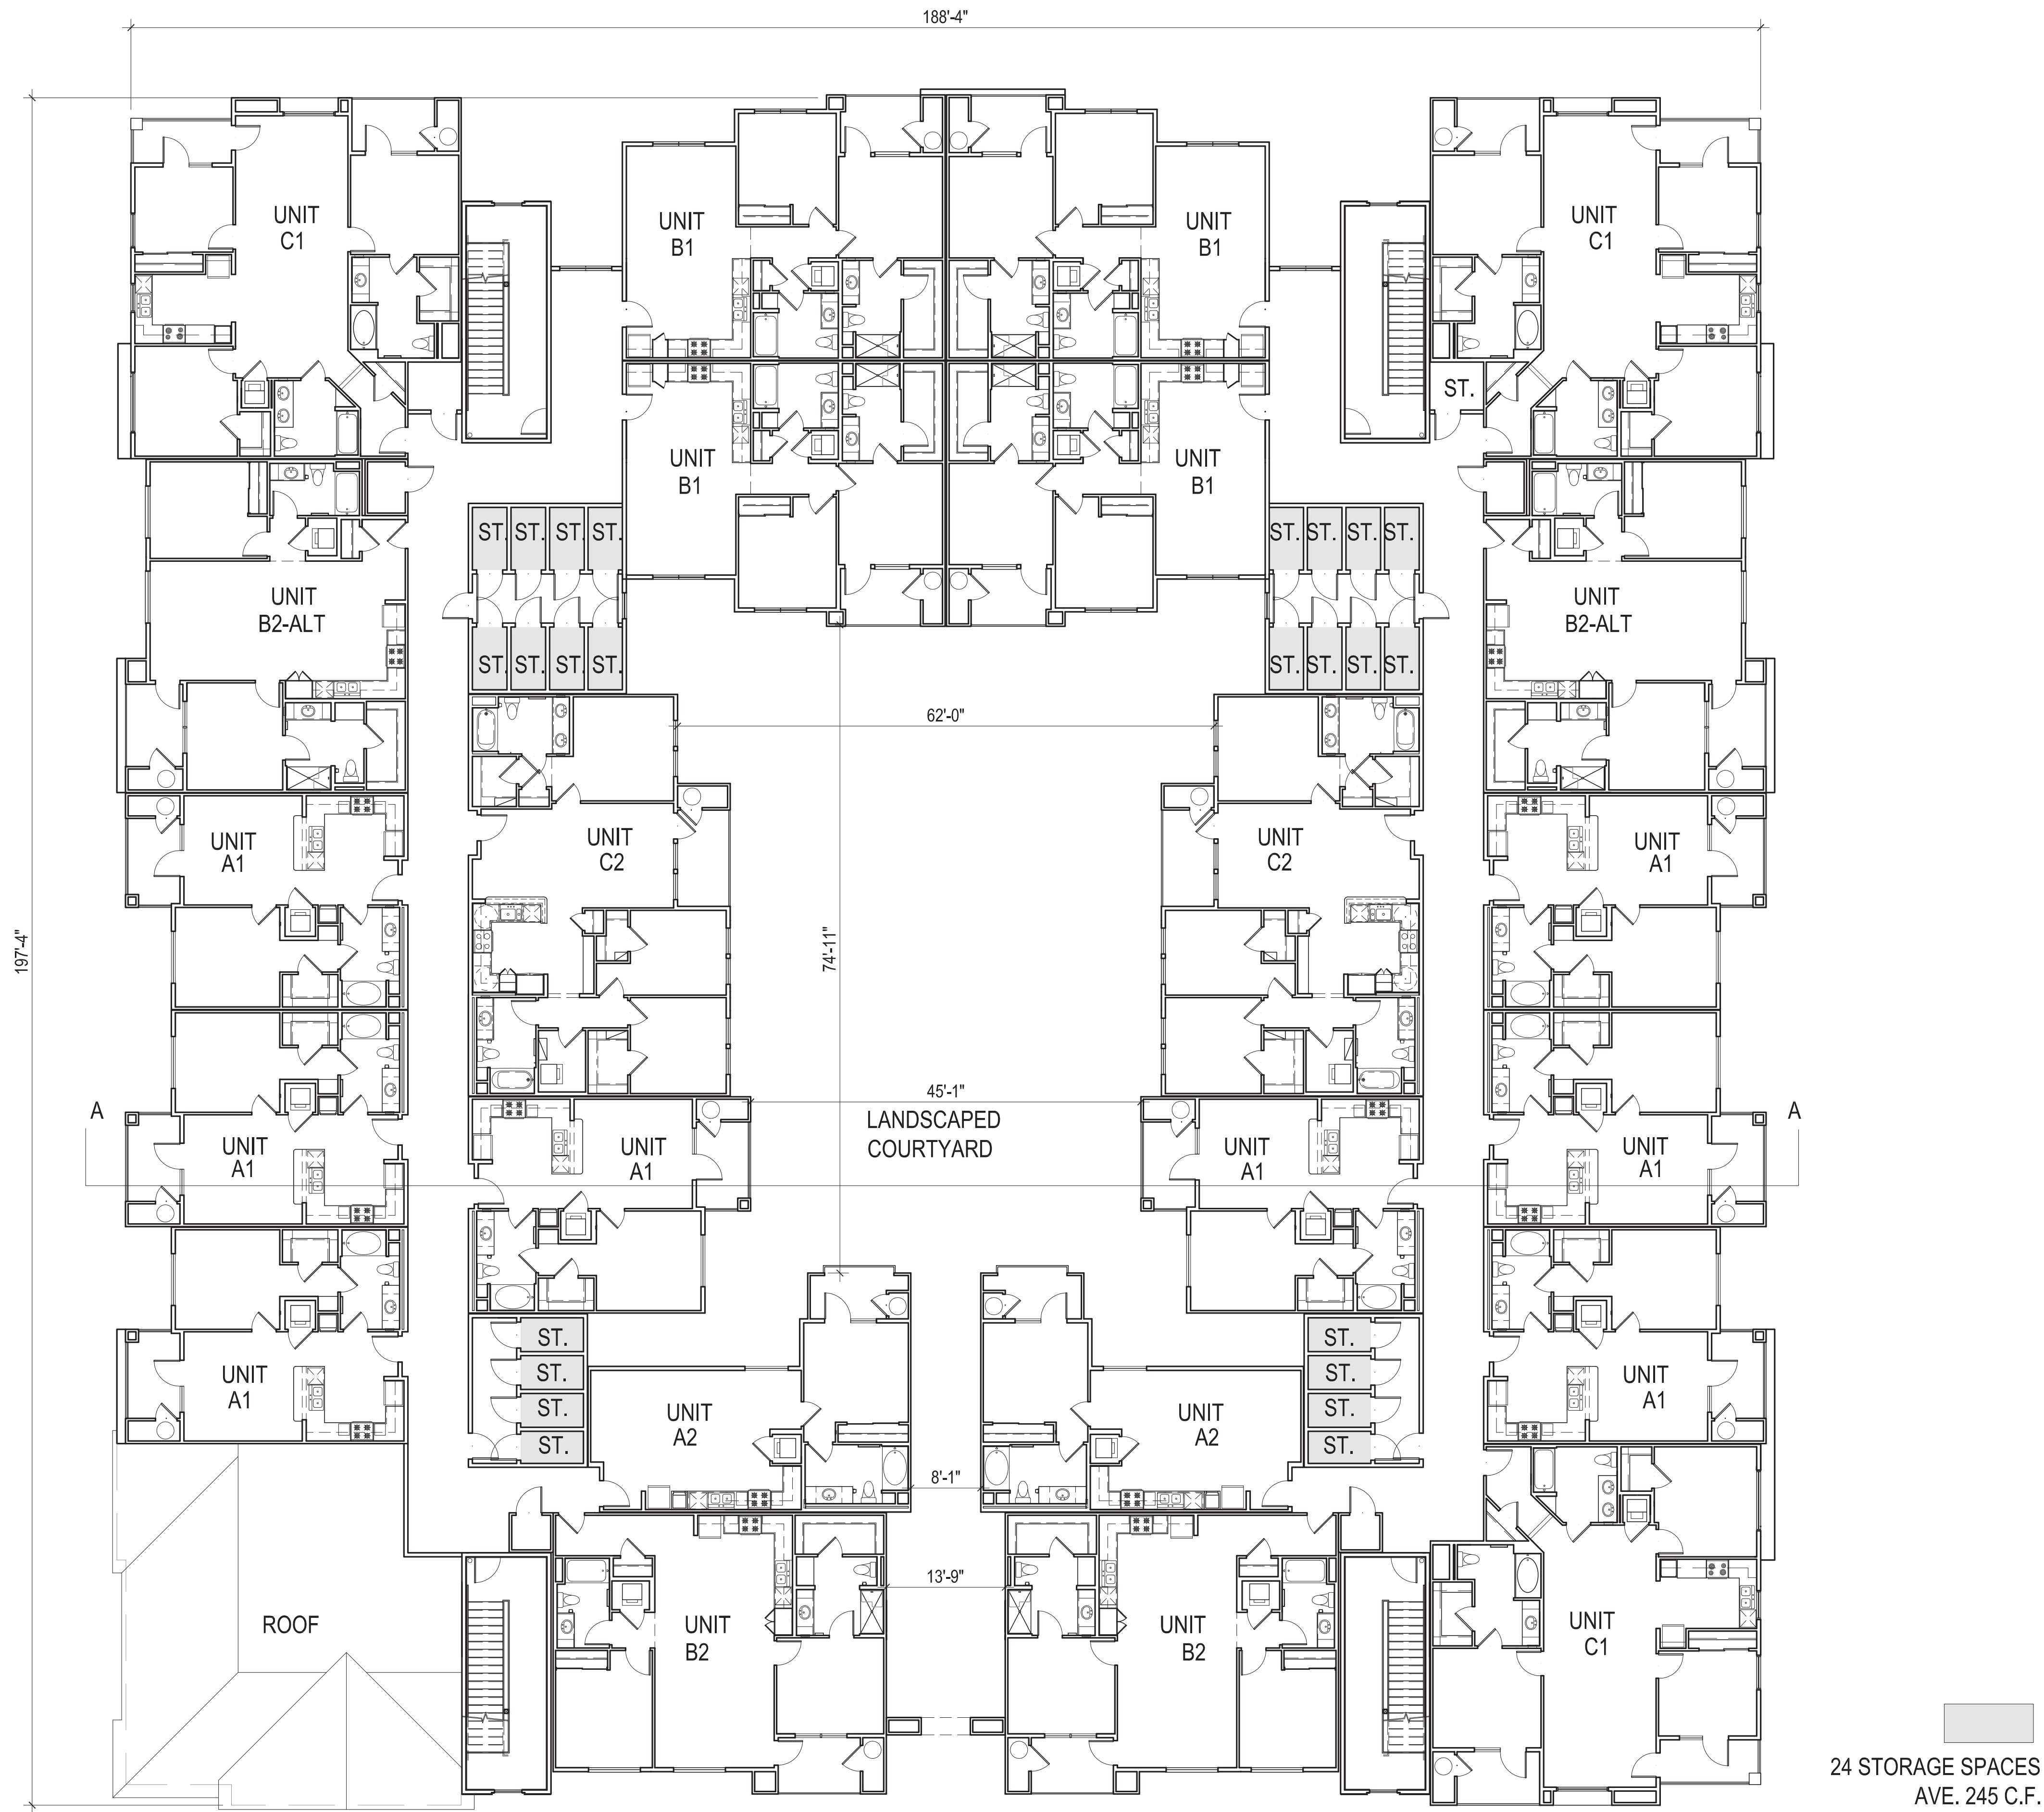 188'-4"
UNIT
C1
UNIT
B1
UNIT
B1
UNIT
C1
ST.
UNIT
B1
UNIT
B1
ST. ST. ST. ST.
ST. ST. ST. ST.
UNIT
B2-ALT
UNIT
B2-ALT
ST. ST. ST. ST.
ST. ST. ST. ST.
62'-0"
UNIT
A1
UNIT
C2
UNIT
C2
UNIT
A1
197'-4"
74'-11"
45'-1"
LANDSCAPED
COURTYARD
A
A
UNIT
A1
UNIT
A1
UNIT
A1
UNIT
A1
ST.
ST.
ST.
ST.
ST.
ST.
ST.
ST.
UNIT
A1
UNIT
A2
UNIT
A2
UNIT
A1
8'-1"
13'-9"
ROOF
UNIT
B2
UNIT
B2
UNIT
C1
24 STORAGE SPACES
AVE. 245 C.F.